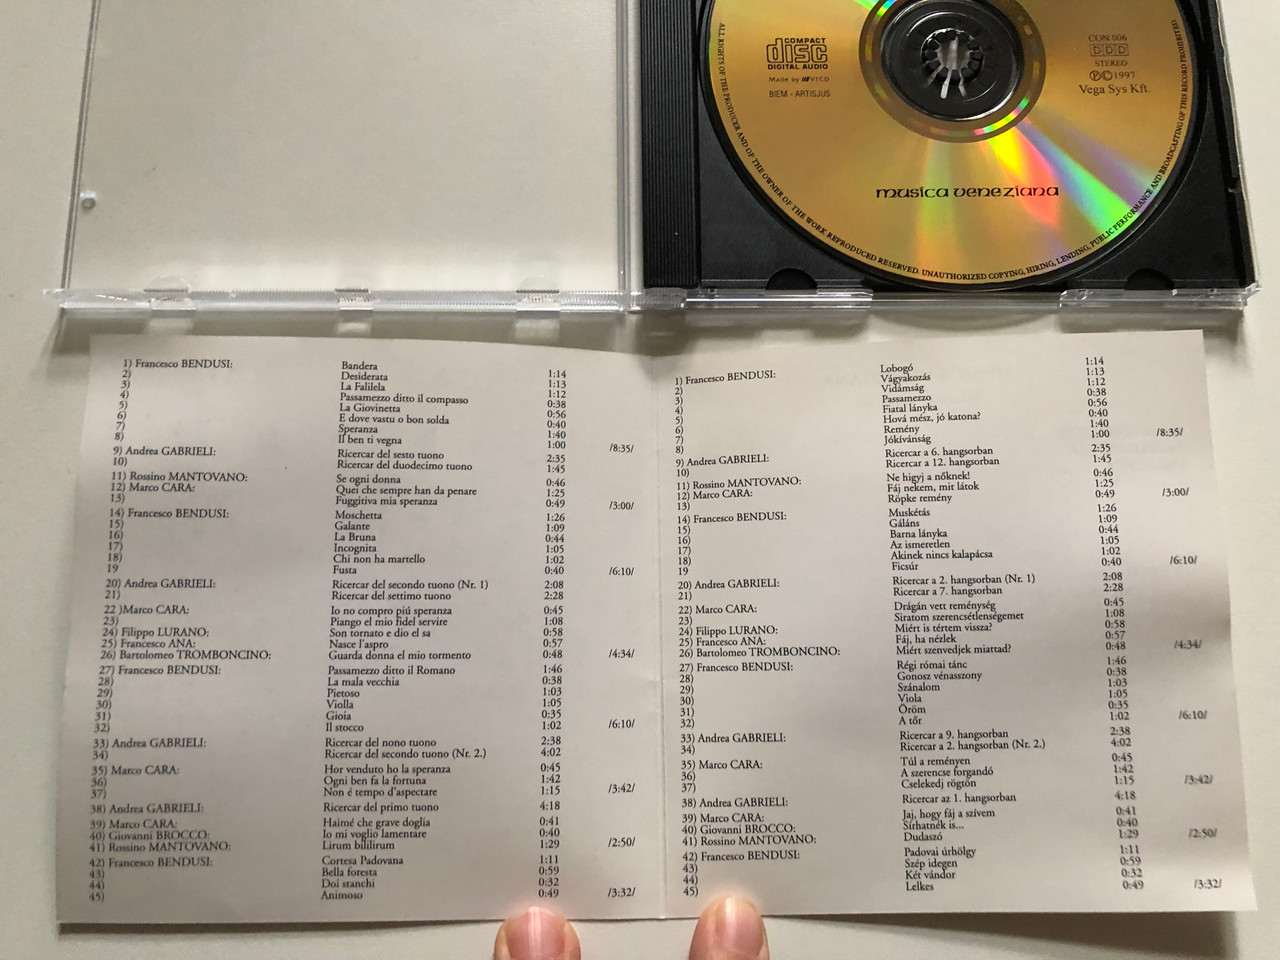 COMPACT
disc
DIGITAL AUDIO
Made by VTCD
BIEM - ARTISJUS
CON 006
DDD
STEREO
℗©1997
Vega Sys Kft.
musica veneziana
ALL RIGHTS OF THE PRODUCER AND OF THE OWNER OF THE WORK REPRODUCED RESERVED. UNAUTHORIZED COPYING, HIRING, LENDING, PUBLIC PERFORMANCE AND BROADCASTING OF THIS RECORD PROHIBITED
1) Francesco BENDUSI: Bandera 1:14
2) Desiderata 1:13
3) La Falilela 1:12
4) Passamezzo ditto il compasso 0:38
5) La Giovinetta 0:56
6) E dove vastu o bon solda 0:40
7) Speranza 1:40
8) Il ben ti vegna 1:00 /8:35/
9) Andrea GABRIELI: Ricercar del sesto tuono 2:35
10) Ricercar del duodecimo tuono 1:45
11) Rossino MANTOVANO: Se ogni donna 0:46
12) Marco CARA: Quei che sempre han da penare 1:25
13) Fuggitiva mia speranza 0:49 /3:00/
14) Francesco BENDUSI: Moschetta 1:26
15) Galante 1:09
16) La Bruna 0:44
17) Incognita 1:05
18) Chi non ha martello 1:02
19 Fusta 0:40 /6:10/
20) Andrea GABRIELI: Ricercar del secondo tuono (Nr. 1) 2:08
21) Ricercar del settimo tuono 2:28
22 )Marco CARA: Io no compro piú speranza 0:45
23) Piango el mio fidel servire 1:08
24) Filippo LURANO: Son tornato e dio el sa 0:58
25) Francesco ANA: Nasce l'aspro 0:57
26) Bartolomeo TROMBONCINO: Guarda donna el mio tormento 0:48 /4:34/
27) Francesco BENDUSI: Passamezzo ditto il Romano 1:46
28) La mala vecchia 0:38
29) Pietoso 1:03
30) Violla 1:05
31) Gioia 0:35
32) Il stocco 1:02 /6:10/
33) Andrea GABRIELI: Ricercar del nono tuono 2:38
34) Ricercar del secondo tuono (Nr. 2.) 4:02
35) Marco CARA: Hor venduto ho la speranza 0:45
36) Ogni ben fa la fortuna 1:42
37) Non é tempo d'aspectare 1:15 /3:42/
38) Andrea GABRIELI: Ricercar del primo tuono 4:18
39) Marco CARA: Haimé che grave doglia 0:41
40) Giovanni BROCCO: Io mi voglio lamentare 0:40
41) Rossino MANTOVANO: Lirum bililirum 1:29 /2:50/
42) Francesco BENDUSI: Cortesa Padovana 1:11
43) Bella foresta 0:59
44) Doi stanchi 0:32
45) Animoso 0:49 /3:32/
1) Francesco BENDUSI: Lobogó 1:14
2) Vágyakozás 1:13
3) Vidámság 1:12
4) Passamezzo 0:38
5) Fiatal lányka 0:56
6) Hová mész, jó katona? 0:40
7) Remény 1:40
8) Jókívánság 1:00 /8:35/
9) Andrea GABRIELI: Ricercar a 6. hangsorban 2:35
10) Ricercar a 12. hangsorban 1:45
11) Rossino MANTOVANO: Ne higyj a nőknek! 0:46
12) Marco CARA: Fáj nekem, mit látok 1:25
13) Röpke remény 0:49 /3:00/
14) Francesco BENDUSI: Muskétás 1:26
15) Gáláns 1:09
16) Barna lányka 0:44
17) Az ismeretlen 1:05
18) Akinek nincs kalapácsa 1:02
19 Ficsúr 0:40 /6:10/
20) Andrea GABRIELI: Ricercar a 2. hangsorban (Nr. 1) 2:08
21) Ricercar a 7. hangsorban 2:28
22) Marco CARA: Drágán vett reménység 0:45
23) Siratom szerencsétlenségemet 1:08
24) Filippo LURANO: Miért is tértem vissza? 0:58
25) Francesco ANA: Fáj, ha nézlek 0:57
26) Bartolomeo TROMBONCINO: Miért szenvedjek miattad? 0:48 /4:34/
27) Francesco BENDUSI: Régi római tánc 1:46
28) Gonosz vénasszony 0:38
29) Szánalom 1:03
30) Viola 1:05
31) Öröm 0:35
32) A tőr 1:02 /6:10/
33) Andrea GABRIELI: Ricercar a 9. hangsorban 2:38
34) Ricercar a 2. hangsorban (Nr. 2.) 4:02
35) Marco CARA: Túl a reményen 0:45
36) A szerencse forgandó 1:42
37) Cselekedj rögtön 1:15 /3:42/
38) Andrea GABRIELI: Ricercar az 1. hangsorban 4:18
39) Marco CARA: Jaj, hogy fáj a szívem 0:41
40) Giovanni BROCCO: Sírhatnék is... 0:40
41) Rossino MANTOVANO: Dudaszó 1:29 /2:50/
42) Francesco BENDUSI: Padovai úrhölgy 1:11
43) Szép idegen 0:59
44) Két vándor 0:32
45) Lelkes 0:49 /3:32/